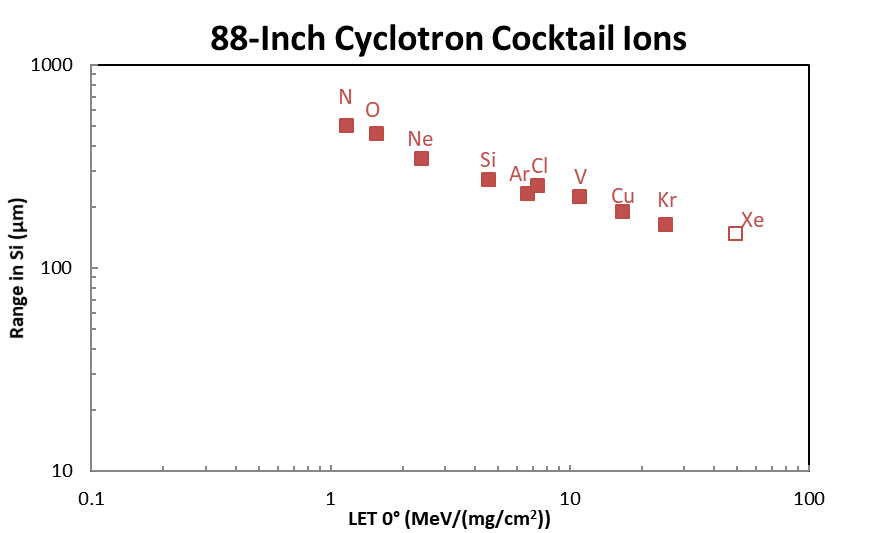 88-Inch Cyclotron Cocktail Ions
1000
N
O
Ne
Si
Ar
Cl
V
Cu
Kr
Xe
Range in Si (µm)
100
10
0.1
1
10
100
LET 0° (MeV/(mg/cm²))